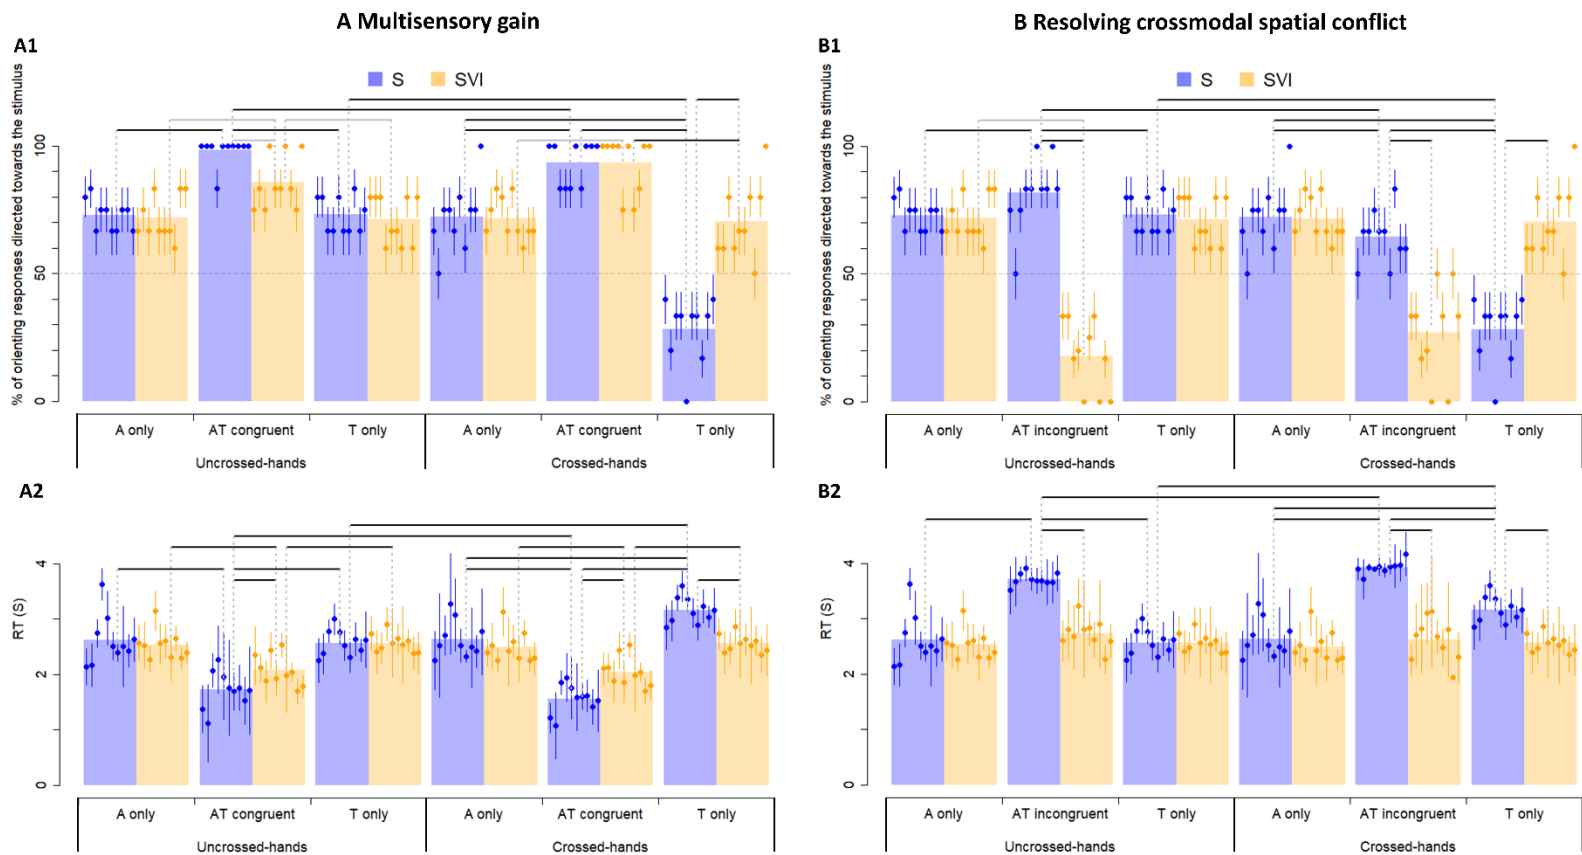 A Multisensory gain
A1
S SVI
% of orienting responses directed towards the stimulus
100
50
0
A only AT congruent T only A only AT congruent T only
Uncrossed-hands Crossed-hands
A2
RT (S)
4
2
0
A only AT congruent T only A only AT congruent T only
Uncrossed-hands Crossed-hands
B Resolving crossmodal spatial conflict
B1
S SVI
% of orienting responses directed towards the stimulus
100
50
0
A only AT incongruent T only A only AT incongruent T only
Uncrossed-hands Crossed-hands
B2
RT (S)
4
2
0
A only AT incongruent T only A only AT incongruent T only
Uncrossed-hands Crossed-hands